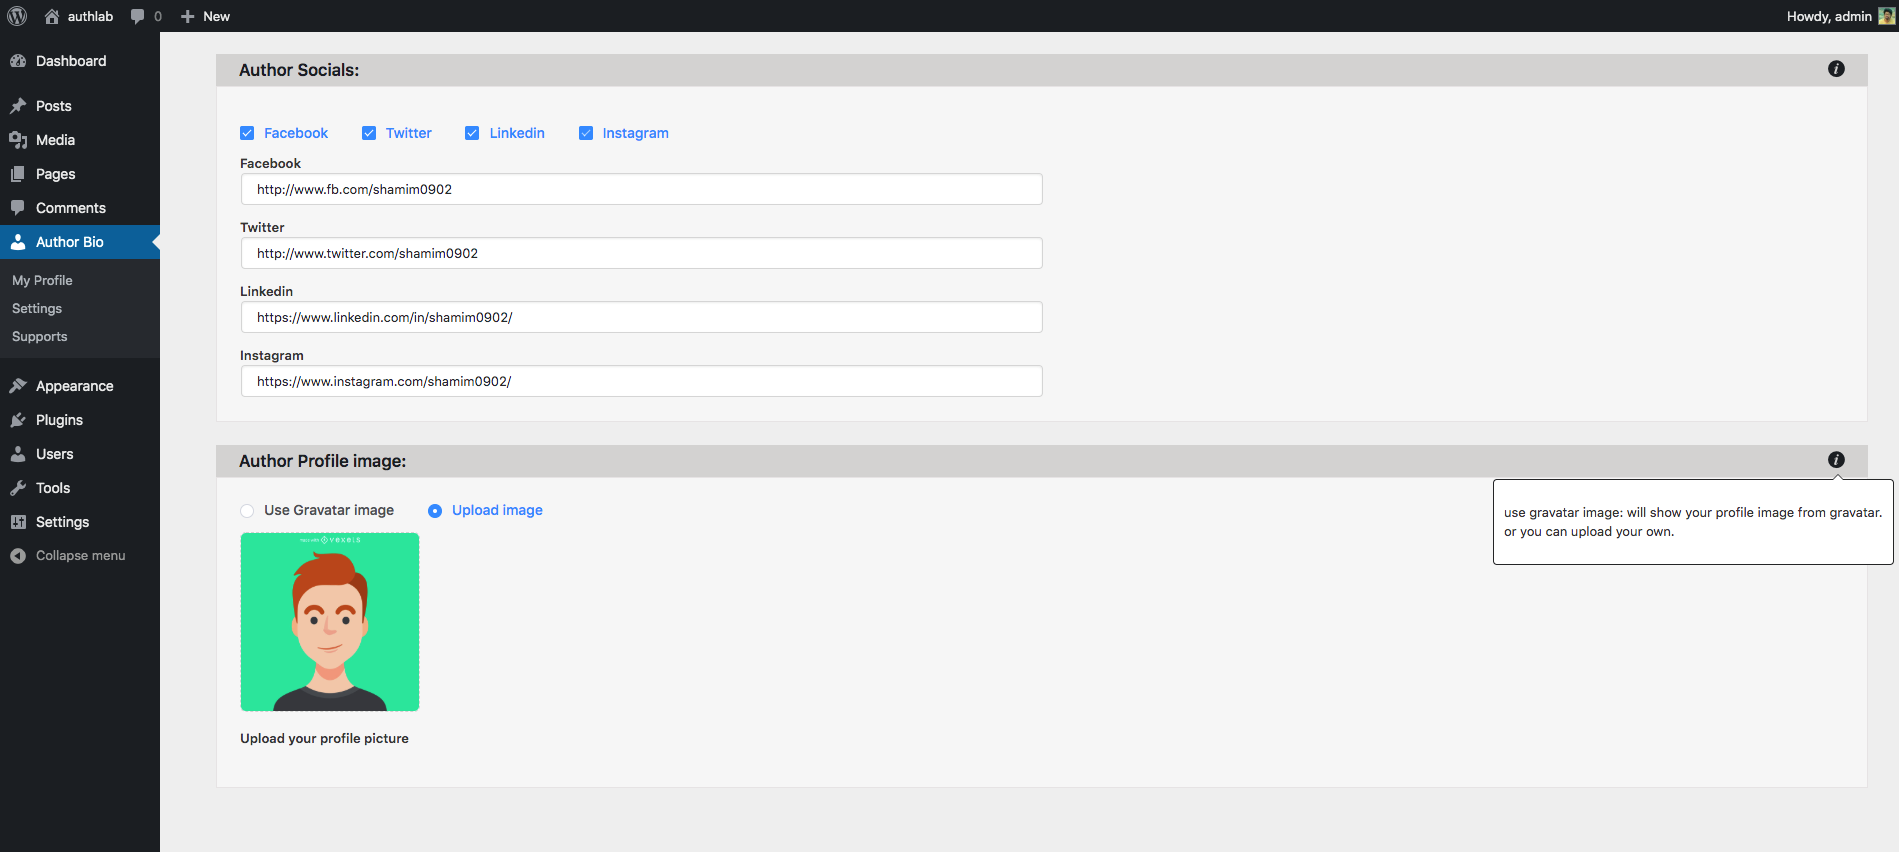 authlab 0 New Howdy, admin
Dashboard
Posts
Media
Pages
Comments
Author Bio
My Profile
Settings
Supports
Appearance
Plugins
Users
Tools
Settings
Collapse menu
Author Socials:
Facebook Twitter Linkedin Instagram
Facebook
http://www.fb.com/shamim0902
Twitter
http://www.twitter.com/shamim0902
Linkedin
https://www.linkedin.com/in/shamim0902/
Instagram
https://www.instagram.com/shamim0902/
Author Profile image:
use gravatar image: will show your profile image from gravatar.
or you can upload your own.
Use Gravatar image Upload image
vexels
Upload your profile picture